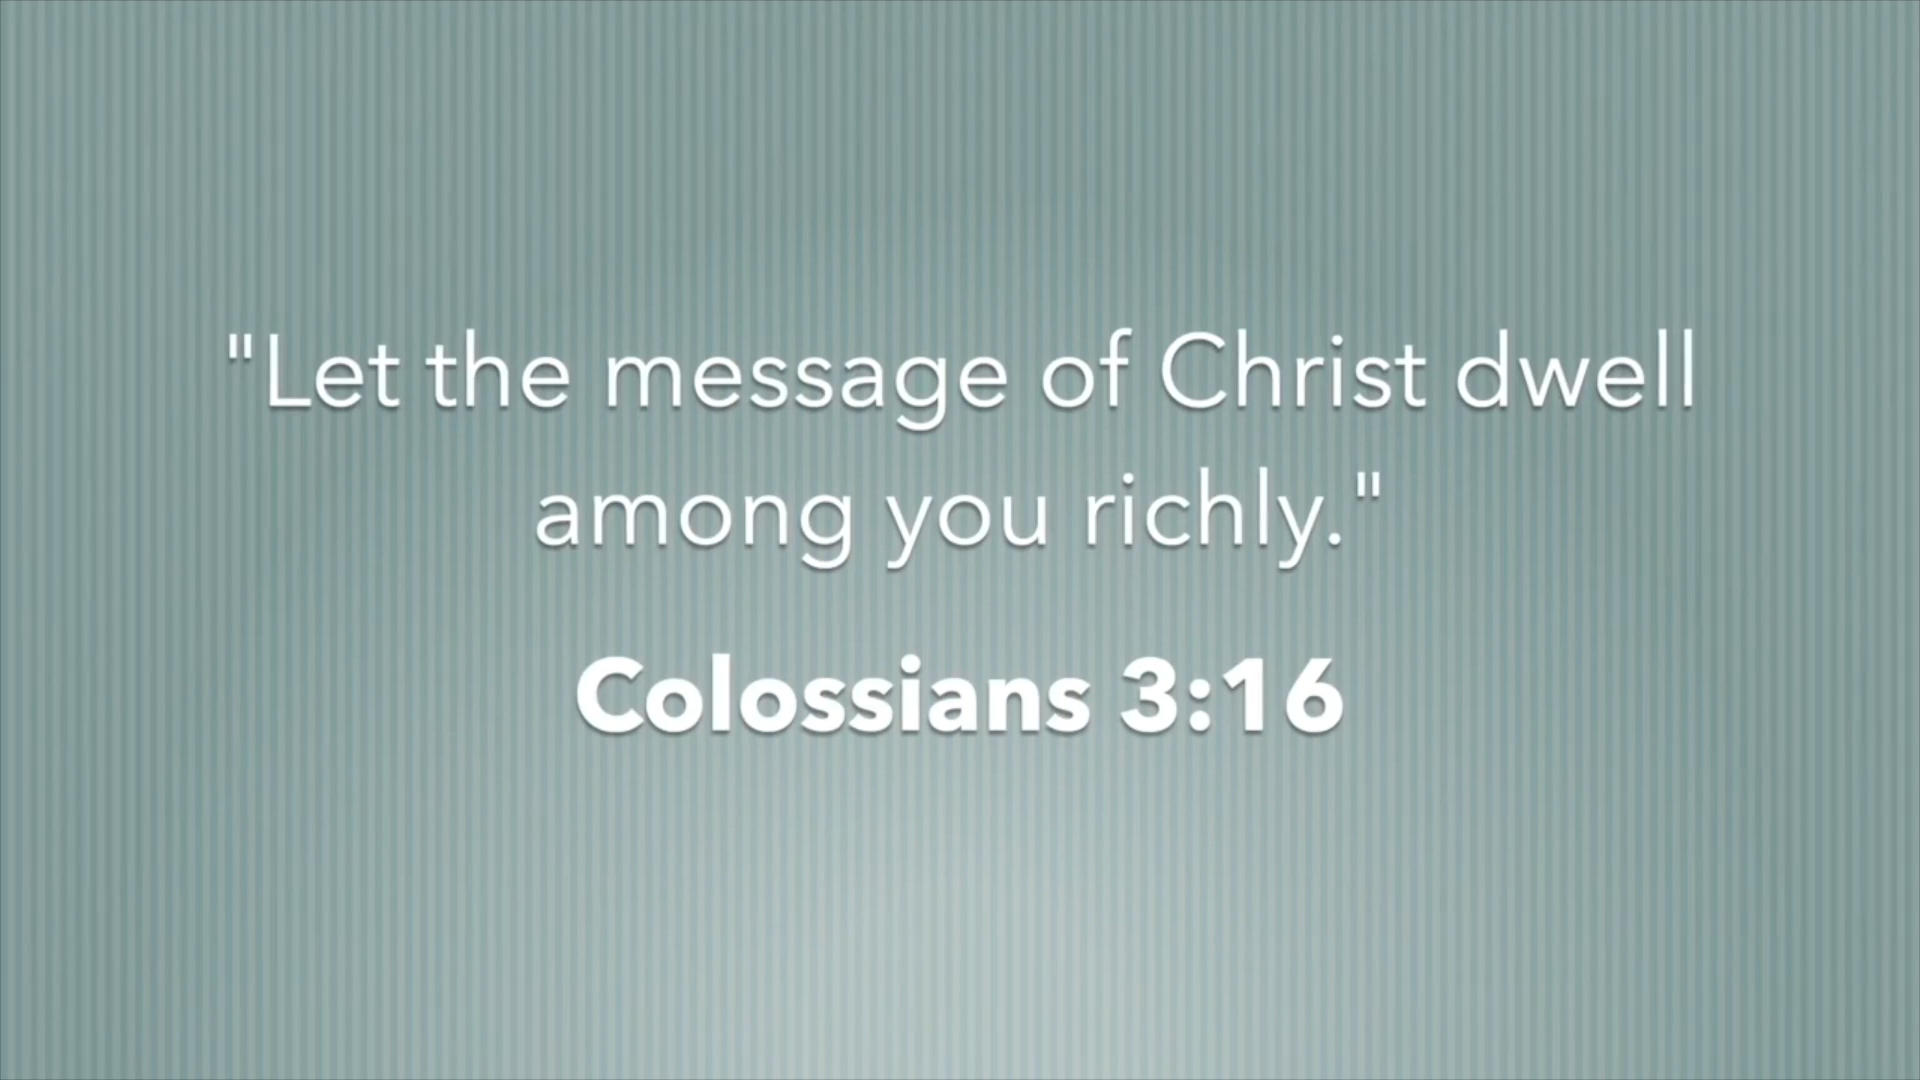 "Let the message of Christ dwell
among you richly."
Colossians 3:16